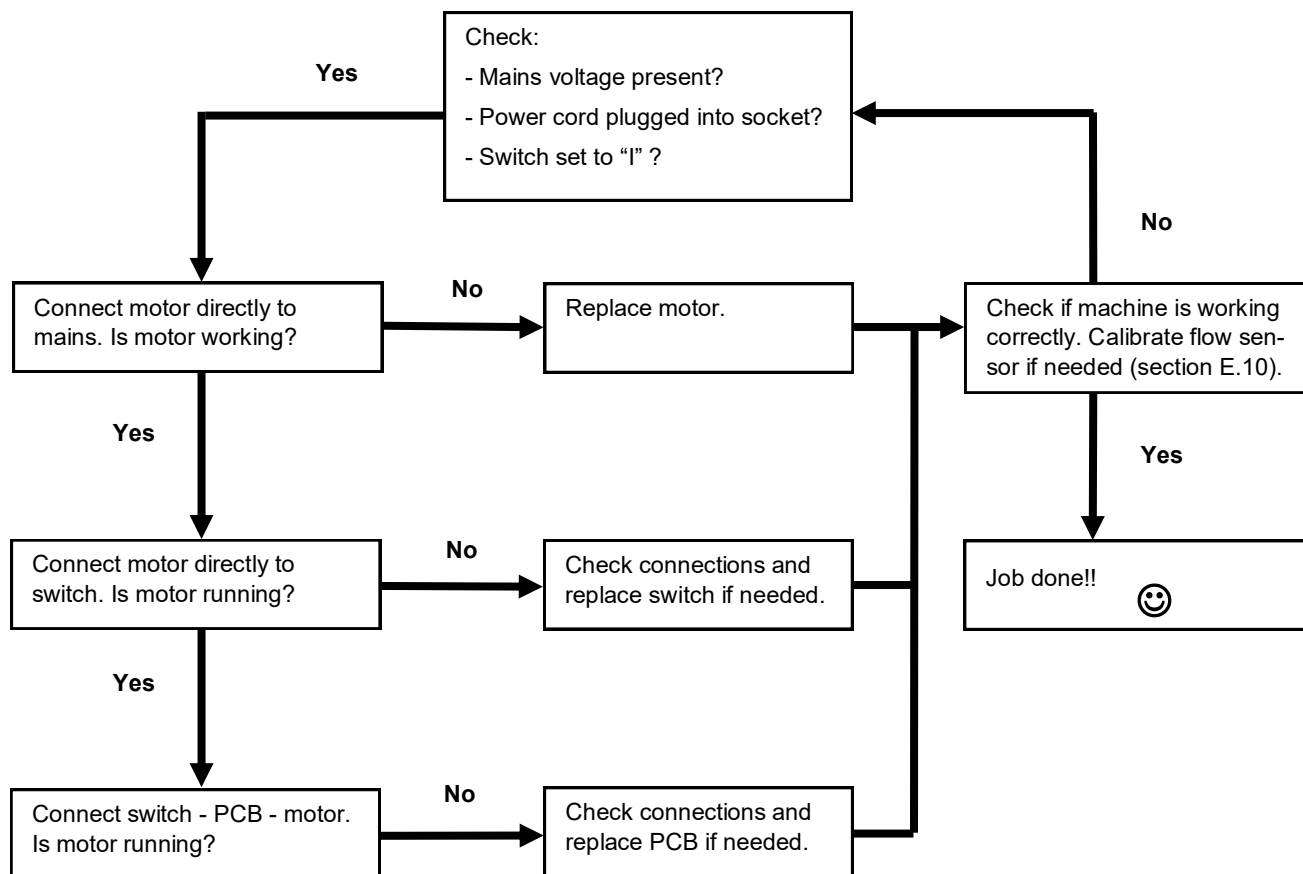 Check:
- Mains voltage present?
- Power cord plugged into socket?
- Switch set to “I” ?
Yes
No
Connect motor directly to
mains. Is motor working?
No
Replace motor.
Check if machine is working
correctly. Calibrate flow sen-
sor if needed (section E.10).
Yes
Yes
Connect motor directly to
switch. Is motor running?
No
Check connections and
replace switch if needed.
Job done!!
Yes
Connect switch - PCB - motor.
Is motor running?
No
Check connections and
replace PCB if needed.